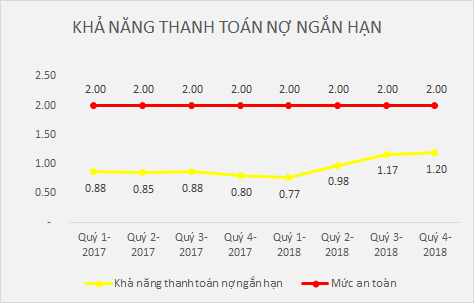 KHẢ NĂNG THANH TOÁN NỢ NGẮN HẠN
2.50
2.00
1.50
1.00
0.50
-
2.00 2.00 2.00 2.00 2.00 2.00 2.00 2.00
0.88 0.85 0.88 0.80 0.77 0.98 1.17 1.20
Quý 1- Quý 2- Quý 3- Quý 4- Quý 1- Quý 2- Quý 3- Quý 4-
2017 2017 2017 2017 2018 2018 2018 2018
Khả năng thanh toán nợ ngắn hạn Mức an toàn